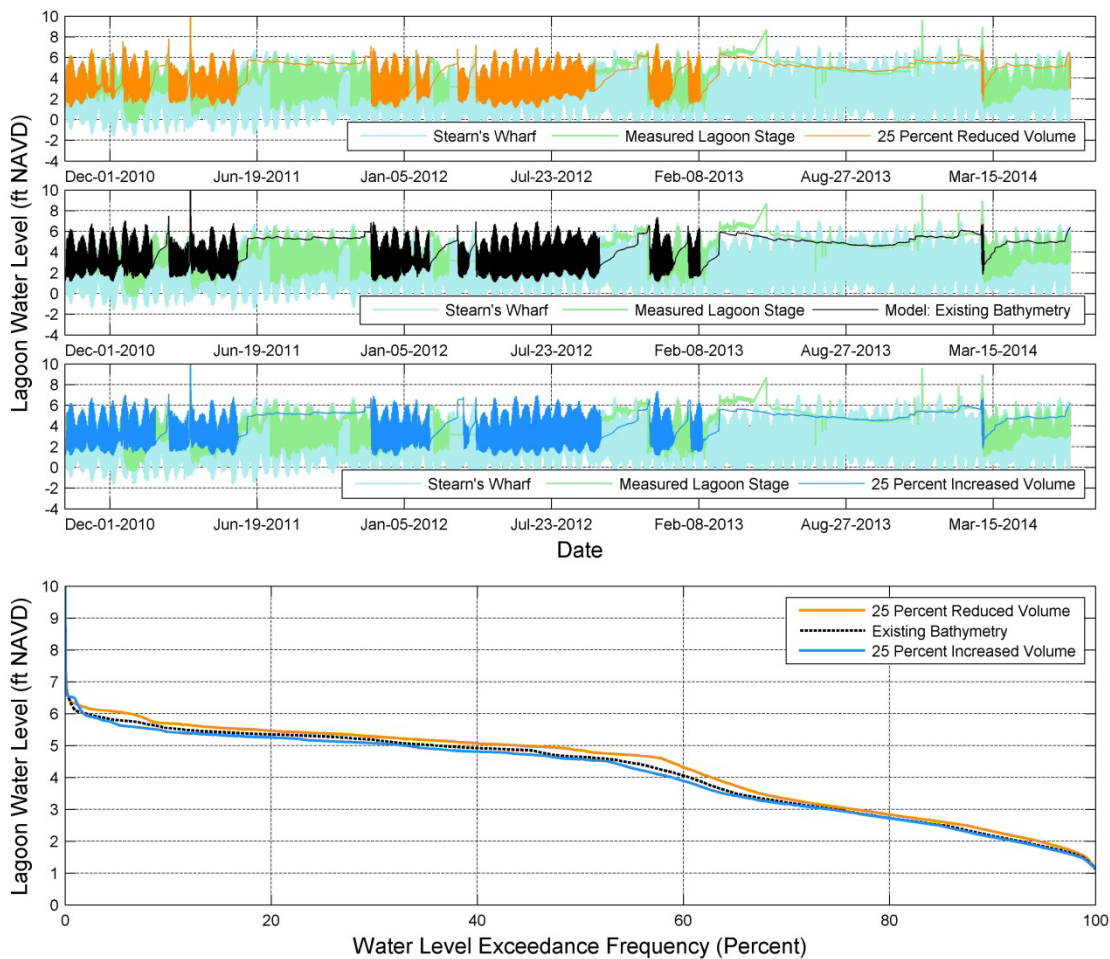 Lagoon Water Level (ft NAVD)
10
8
6
4
2
0
-2
-4
Stearn's Wharf Measured Lagoon Stage 25 Percent Reduced Volume
Dec-01-2010 Jun-19-2011 Jan-05-2012 Jul-23-2012 Feb-08-2013 Aug-27-2013 Mar-15-2014
10
8
6
4
2
0
-2
-4
Stearn's Wharf Measured Lagoon Stage Model: Existing Bathymetry
Dec-01-2010 Jun-19-2011 Jan-05-2012 Jul-23-2012 Feb-08-2013 Aug-27-2013 Mar-15-2014
10
8
6
4
2
0
-2
-4
Stearn's Wharf Measured Lagoon Stage 25 Percent Increased Volume
Dec-01-2010 Jun-19-2011 Jan-05-2012 Jul-23-2012 Feb-08-2013 Aug-27-2013 Mar-15-2014
Date
Lagoon Water Level (ft NAVD)
10
9
8
7
6
5
4
3
2
1
0
25 Percent Reduced Volume
Existing Bathymetry
25 Percent Increased Volume
0 20 40 60 80 100
Water Level Exceedance Frequency (Percent)